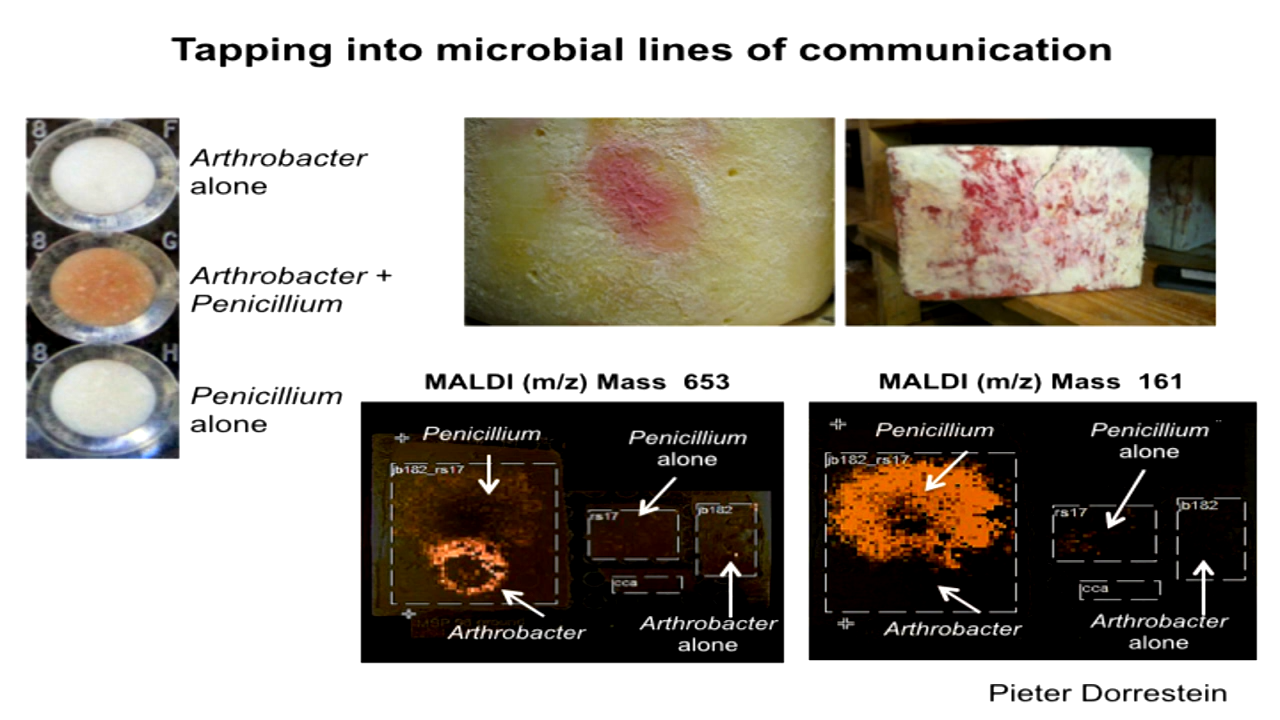 Tapping into microbial lines of communication
8 F
Arthrobacter
alone
8 G
Arthrobacter +
Penicillium
8 H
Penicillium
alone
MALDI (m/z) Mass 653
Penicillium
Penicillium
alone
jb182_rs17
rs17
jb182
cca
Arthrobacter
Arthrobacter
alone
MALDI (m/z) Mass 161
Penicillium
Penicillium
alone
jb182_rs17
rs17
jb182
cca
Arthrobacter
Arthrobacter
alone
Pieter Dorrestein